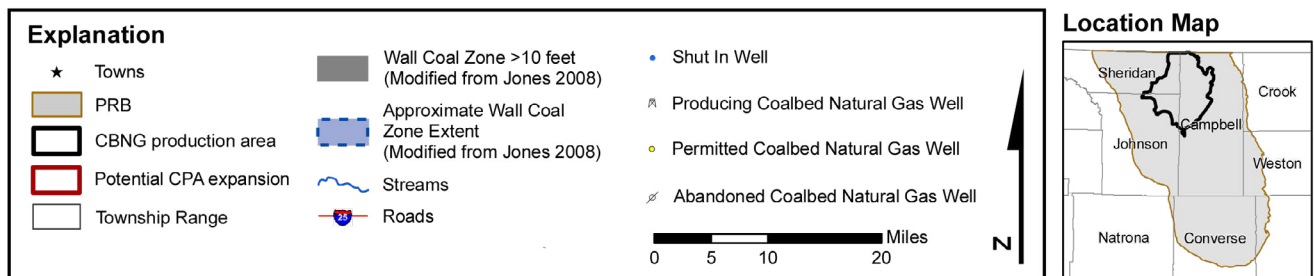 Explanation
Towns
PRB
CBNG production area
Potential CPA expansion
Township Range
Wall Coal Zone >10 feet
(Modified from Jones 2008)
Approximate Wall Coal
Zone Extent
(Modified from Jones 2008)
Streams
25
Roads
Shut In Well
Producing Coalbed Natural Gas Well
Permitted Coalbed Natural Gas Well
Abandoned Coalbed Natural Gas Well
Miles
0 5 10 20
N
Location Map
Sheridan
Crook
Campbell
Johnson
Weston
Natrona
Converse